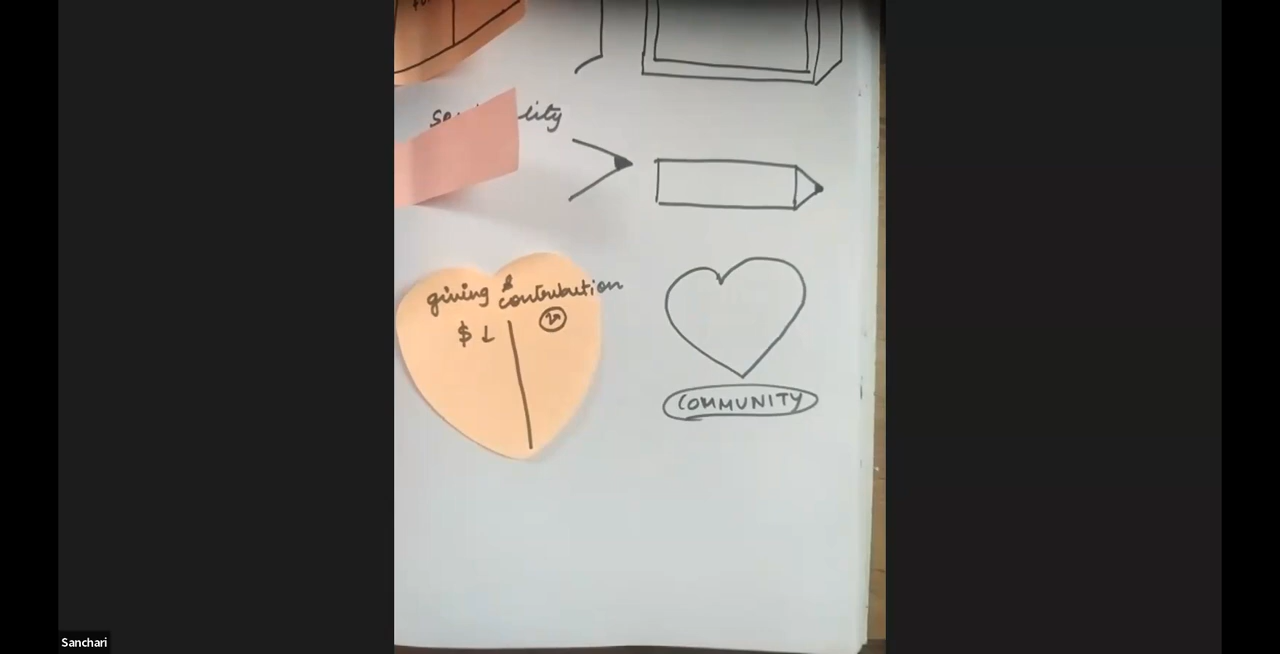 giving &
contribution
$ ↓
COMMUNITY
Sanchari